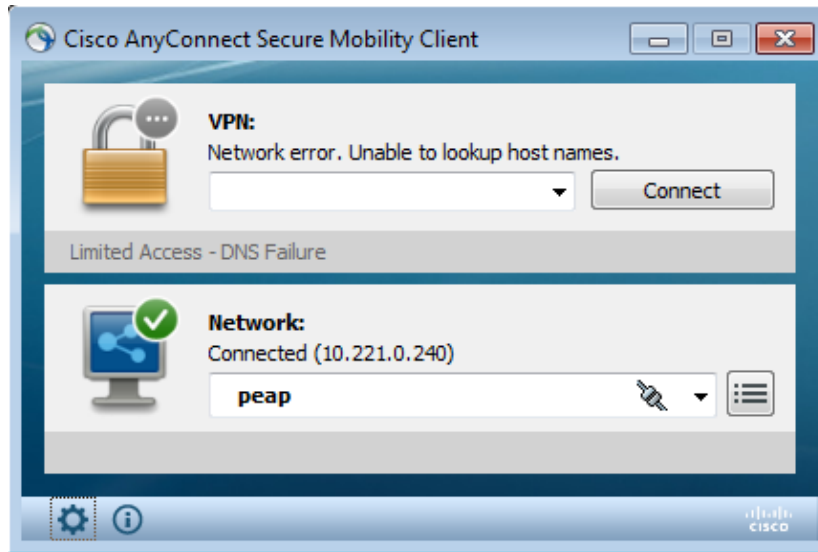 Cisco AnyConnect Secure Mobility Client
VPN:
Network error. Unable to lookup host names.
Connect
Limited Access - DNS Failure
Network:
Connected (10.221.0.240)
peap
CISCO